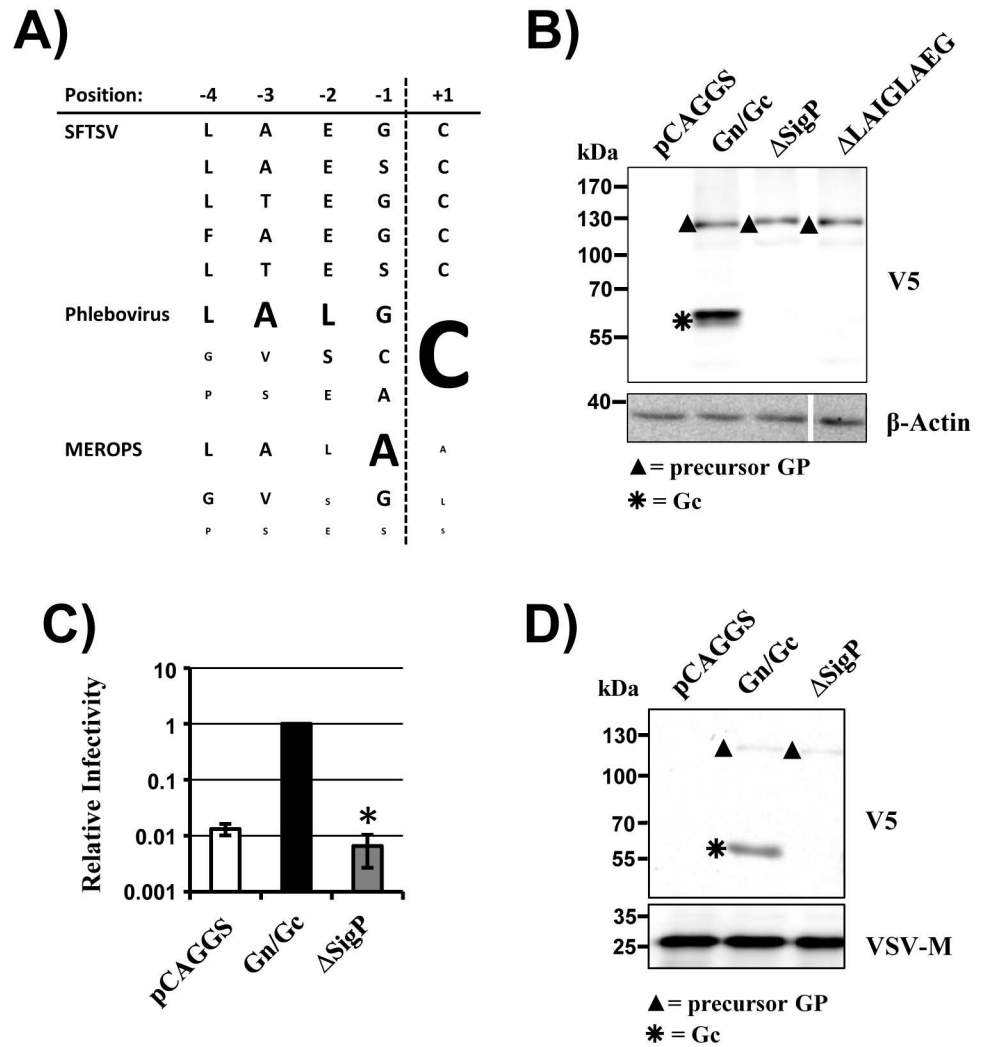 A)
Position: -4 -3 -2 -1 +1
SFTSV L A E G C
L A E S C
L T E G C
F A E G C
L T E S C
Phlebovirus L A L G C
G V S C
P S E A
MEROPS L A L A A
G V S G L
P S E S S
B)
pCAGGS Gn/Gc ΔSigP ΔLAIGLAEG
kDa
170
130
100
70
55
V5
40
β-Actin
▲= precursor GP
✱ = Gc
C)
Relative Infectivity
10
1
0.1
0.01
0.001
*
pCAGGS Gn/Gc ΔSigP
D)
pCAGGS Gn/Gc ΔSigP
kDa
130
100
70
55
V5
35
25
VSV-M
▲= precursor GP
✱ = Gc